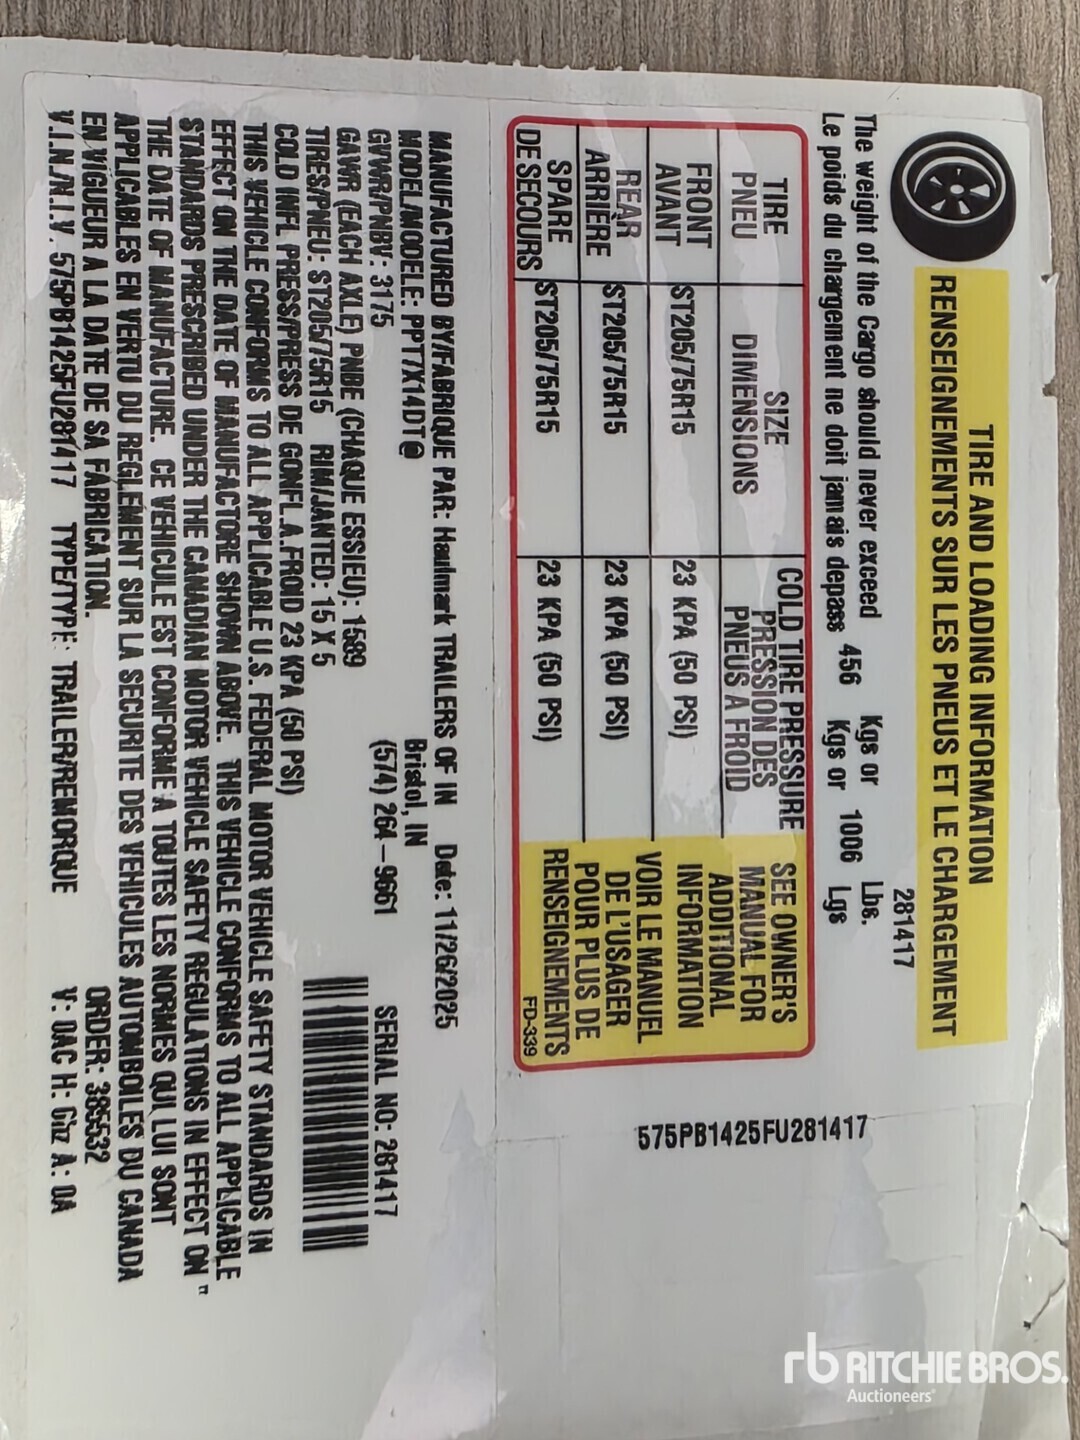 TIRE AND LOADING INFORMATION
RENSEIGNEMENTS SUR LES PNEUS ET LE CHARGEMENT
281417
The weight of the Cargo should never exceed 456 Kgs or 1006 Lbs.
Le poids du chargement ne doit jamais depass Kgs or Lgs
TIRE
PNEU
SIZE
DIMENSIONS
COLD TIRE PRESSURE
PRESSION DES
PNEUS A FROID
FRONT
AVANT
ST205/75R15
23 KPA (50 PSI)
REAR
ARRIÈRE
ST205/75R15
23 KPA (50 PSI)
SPARE
DE SECOURS
ST205/75R15
23 KPA (50 PSI)
SEE OWNER'S
MANUAL FOR
ADDITIONAL
INFORMATION
VOIR LE MANUEL
DE L'USAGER
POUR PLUS DE
RENSEIGNEMENTS
FD-339
575PB1425FU281417
MANUFACTURED BY/FABRIQUE PAR: Haulmark TRAILERS OF IN Date: 11/26/2025
MODEL/MODELE: PPT7X14DT@ Bristol, IN
GVWR/PNBV: 3175 (574) 264-9661 SERIAL NO: 281417
GAWR (EACH AXLE) PNBE (CHAQUE ESSIEU): 1589
TIRES/PNEU: ST205/75R15 RIM/JANTED: 15 X 5
COLD INFL. PRESS/PRESS DE GONFL.A.FROID 23 KPA (50 PSI)
THIS VEHICLE CONFORMS TO ALL APPLICABLE U.S. FEDERAL MOTOR VEHICLE SAFETY STANDARDS IN
EFFECT ON THE DATE OF MANUFACTORE SHOWN ABOVE. THIS VEHICLE CONFORMS TO ALL APPLICABLE
STANDARDS PRESCRIBED UNDER THE CANADIAN MOTOR VEHICLE SAFETY REGULATIONS IN EFFECT ON "
THE DATE OF MANUFACTURE. CE VEHICULE EST CONFORME A TOUTES LES NORMES QUI LUI SONT
APPLICABLES EN VERTU DU REGLEMENT SUR LA SECURITE DES VEHICULES AUTOMBOILES DU CANADA
EN VIGUEUR A LA DATE DE SA FABRICATION. ORDER: 385532
V.I.N./N.I.V. 575PB1425FU281417 TYPE/TYPE: TRAILER/REMORQUE V: 0AC H: Ghz A: 0A
rb RITCHIE BROS.
Auctioneers